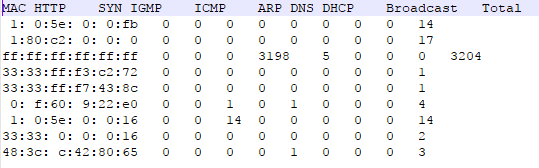 MAC HTTP SYN IGMP ICMP ARP DNS DHCP Broadcast Total
1: 0:5e: 0: 0:fb 0 0 0 0 0 0 0 0 14
1:80:c2: 0: 0: 0 0 0 0 0 0 0 0 0 17
ff:ff:ff:ff:ff:ff 0 0 0 3198 5 0 0 0 3204
33:33:ff:f3:c2:72 0 0 0 0 0 0 0 0 1
33:33:ff:f7:43:8c 0 0 0 0 0 0 0 0 1
0: f:60: 9:22:e0 0 0 1 0 1 0 0 0 4
1: 0:5e: 0: 0:16 0 0 14 0 0 0 0 0 14
33:33: 0: 0: 0:16 0 0 0 0 0 0 0 0 2
48:3c: c:42:80:65 0 0 0 0 1 0 0 0 3